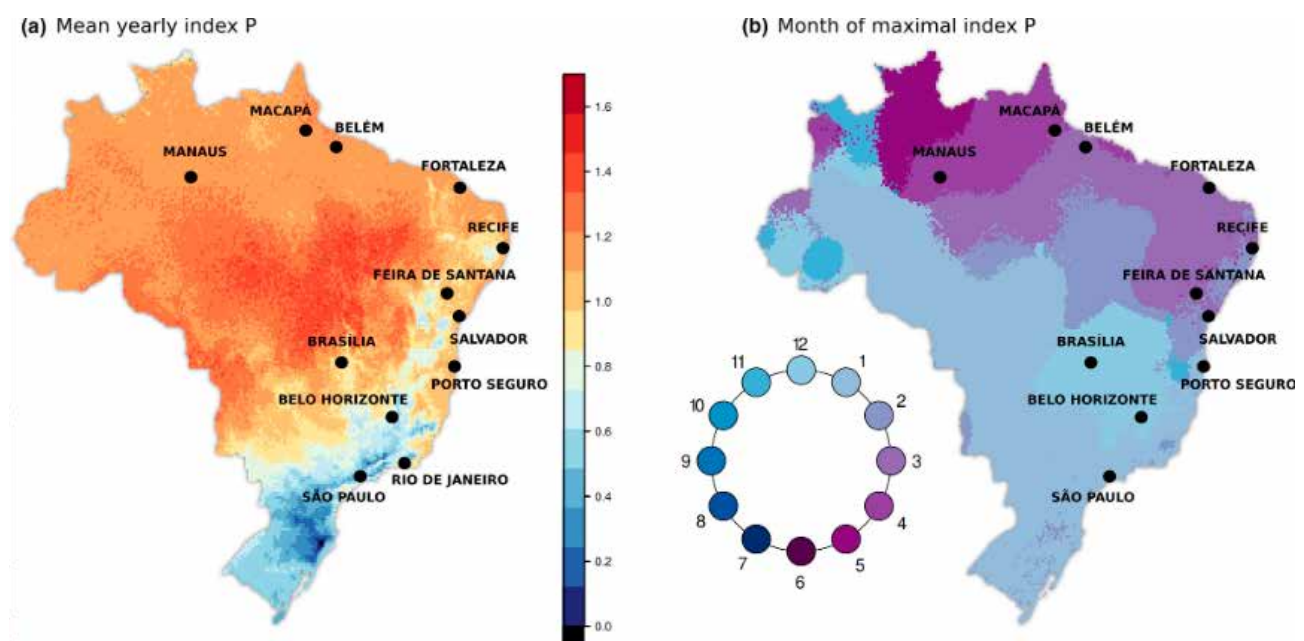 (a) Mean yearly index P
MACAPÁ
BELÉM
MANAUS
FORTALEZA
RECIFE
FEIRA DE SANTANA
SALVADOR
BRASÍLIA
PORTO SEGURO
BELO HORIZONTE
RIO DE JANEIRO
SÃO PAULO
1.6
1.4
1.2
1.0
0.8
0.6
0.4
0.2
0.0
(b) Month of maximal index P
MACAPÁ
BELÉM
MANAUS
FORTALEZA
RECIFE
FEIRA DE SANTANA
SALVADOR
BRASÍLIA
PORTO SEGURO
BELO HORIZONTE
SÃO PAULO
12
1
2
3
4
5
6
7
8
9
10
11